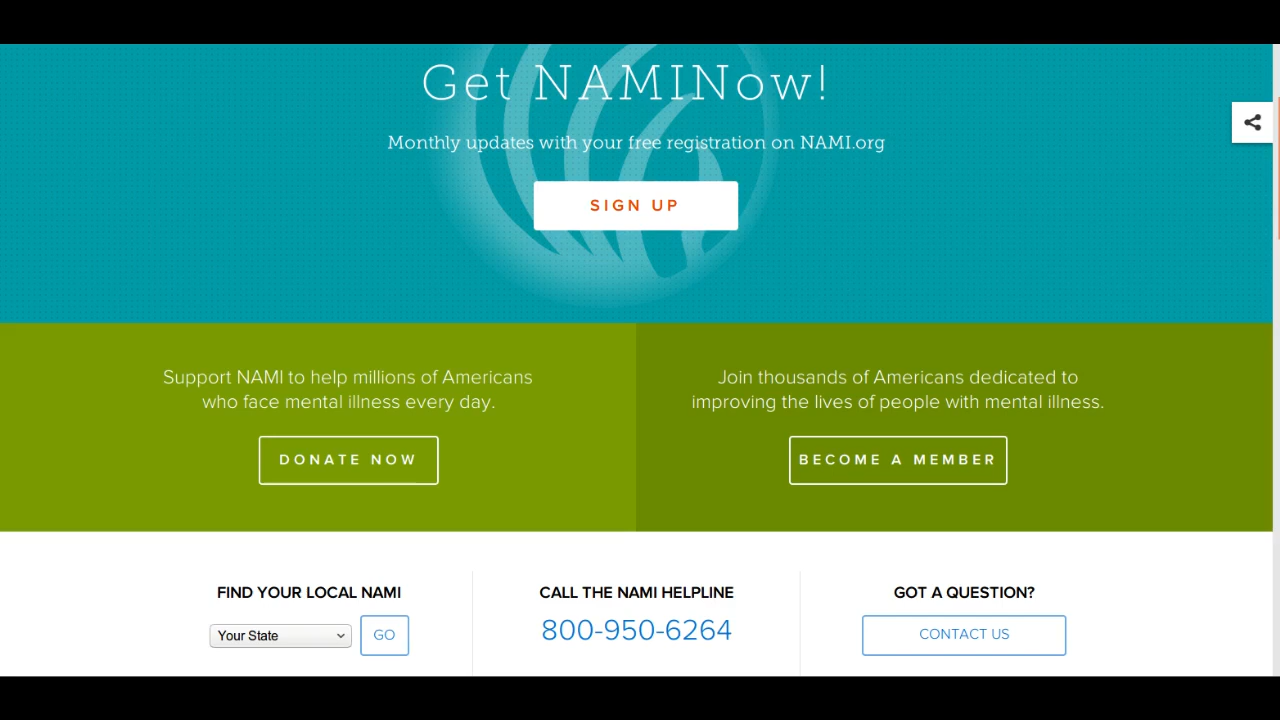 Get NAMINow!
Monthly updates with your free registration on NAMI.org
SIGN UP
Support NAMI to help millions of Americans
who face mental illness every day.
DONATE NOW
Join thousands of Americans dedicated to
improving the lives of people with mental illness.
BECOME A MEMBER
FIND YOUR LOCAL NAMI
Your State
GO
CALL THE NAMI HELPLINE
800-950-6264
GOT A QUESTION?
CONTACT US